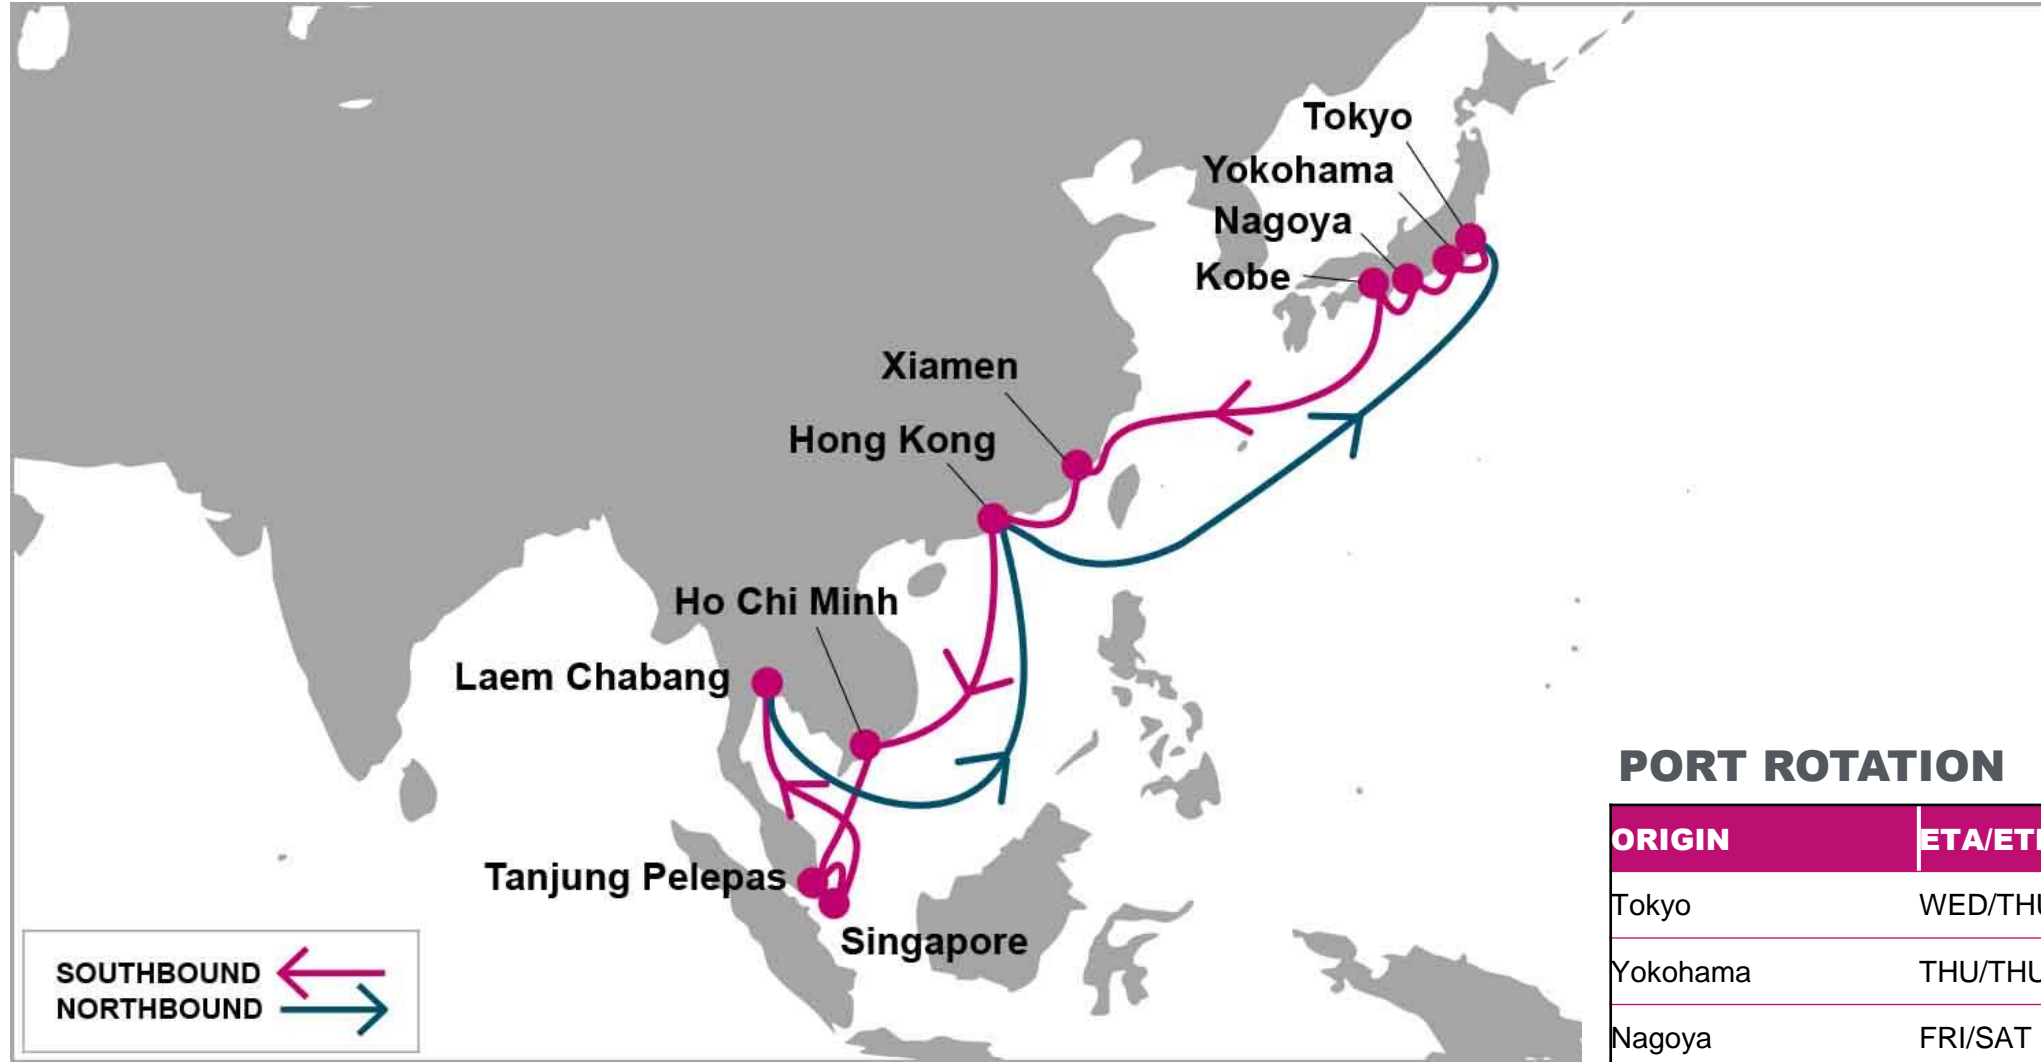 Tokyo
Yokohama
Nagoya
Kobe
Xiamen
Hong Kong
Ho Chi Minh
Laem Chabang
Tanjung Pelepas
Singapore
SOUTHBOUND
NORTHBOUND
PORT ROTATION
ORIGIN
Tokyo
Yokohama
Nagoya FRI/SAT